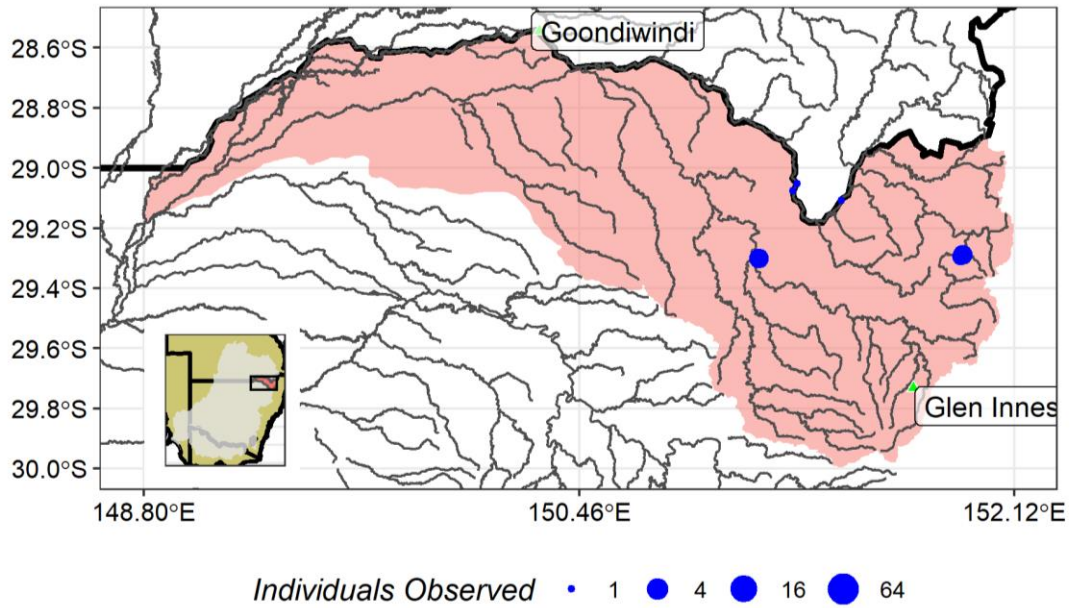 Goondiwindi
28.6°S
28.8°S
29.0°S
29.2°S
29.4°S
29.6°S
29.8°S
Glen Innes
30.0°S
148.80°E 150.46°E 152.12°E
Individuals Observed 1 4 16 64